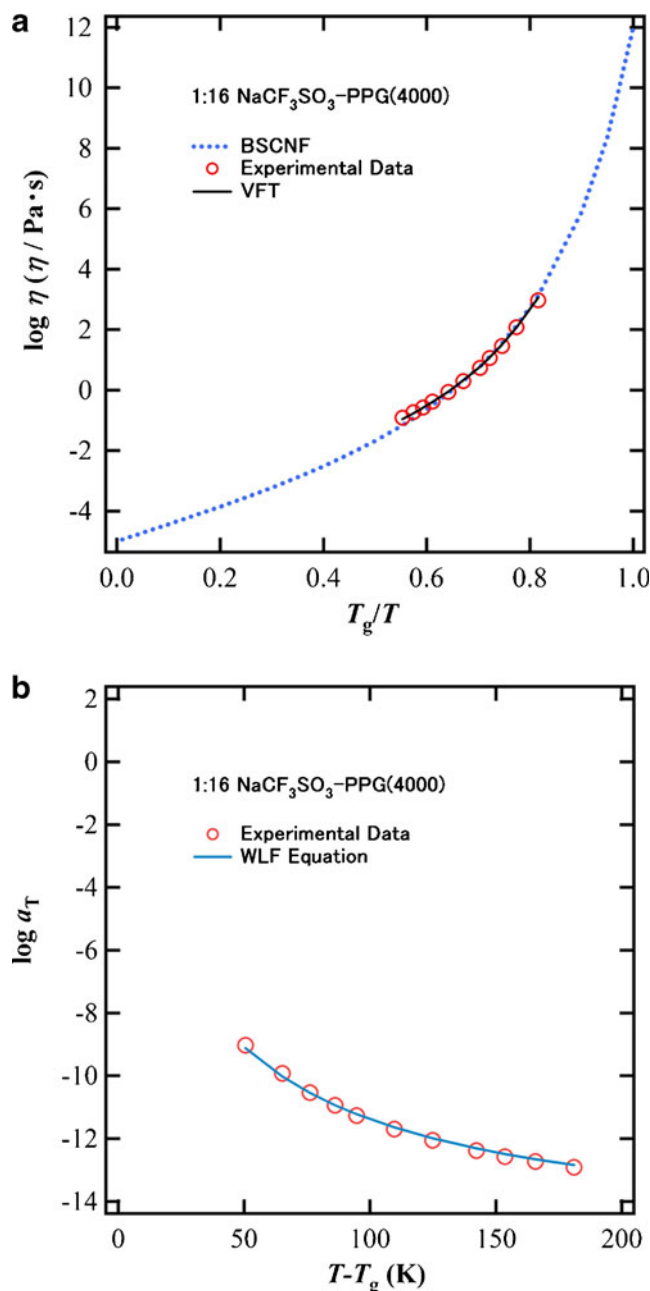 a
12
10
8
6
4
2
0
-2
-4
log η (η / Pa·s)
1:16 NaCF₃SO₃-PPG(4000)
BSCNF
Experimental Data
VFT
0.0 0.2 0.4 0.6 0.8 1.0
Tg/T
b
2
0
-2
-4
-6
-8
-10
-12
-14
log aT
1:16 NaCF₃SO₃-PPG(4000)
Experimental Data
WLF Equation
0 50 100 150 200
T-Tg (K)